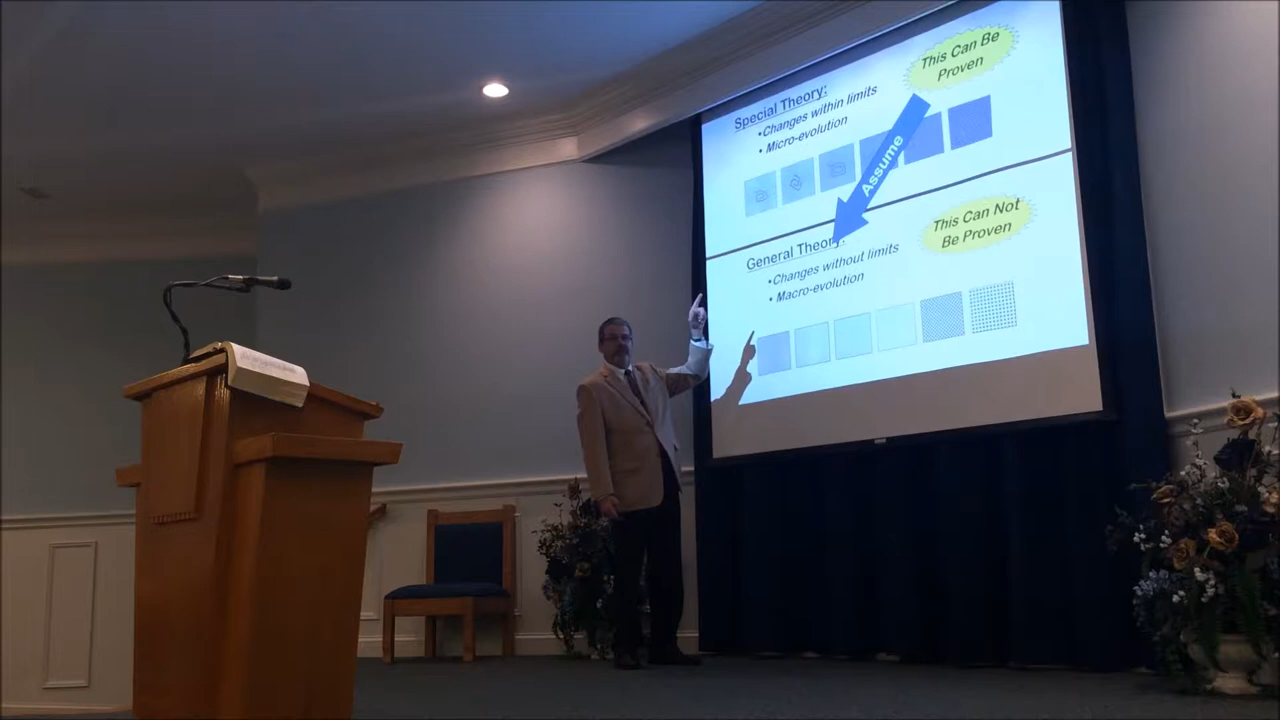 This Can Be
Proven
Special Theory:
•Changes within limits
• Micro-evolution
Assume
General Theory:
•Changes without limits
• Macro-evolution
This Can Not
Be Proven